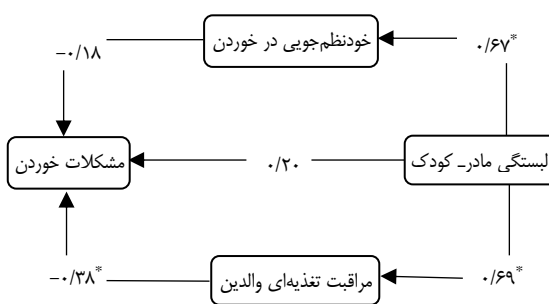 خودنظم‌جویی در خوردن
۰/۶۷*
-۰/۱۸
لبستگی مادر– کودک
۰/۲۰
مشکلات خوردن
مراقبت تغذیه‌ای والدین
۰/۶۹*
-۰/۳۸*